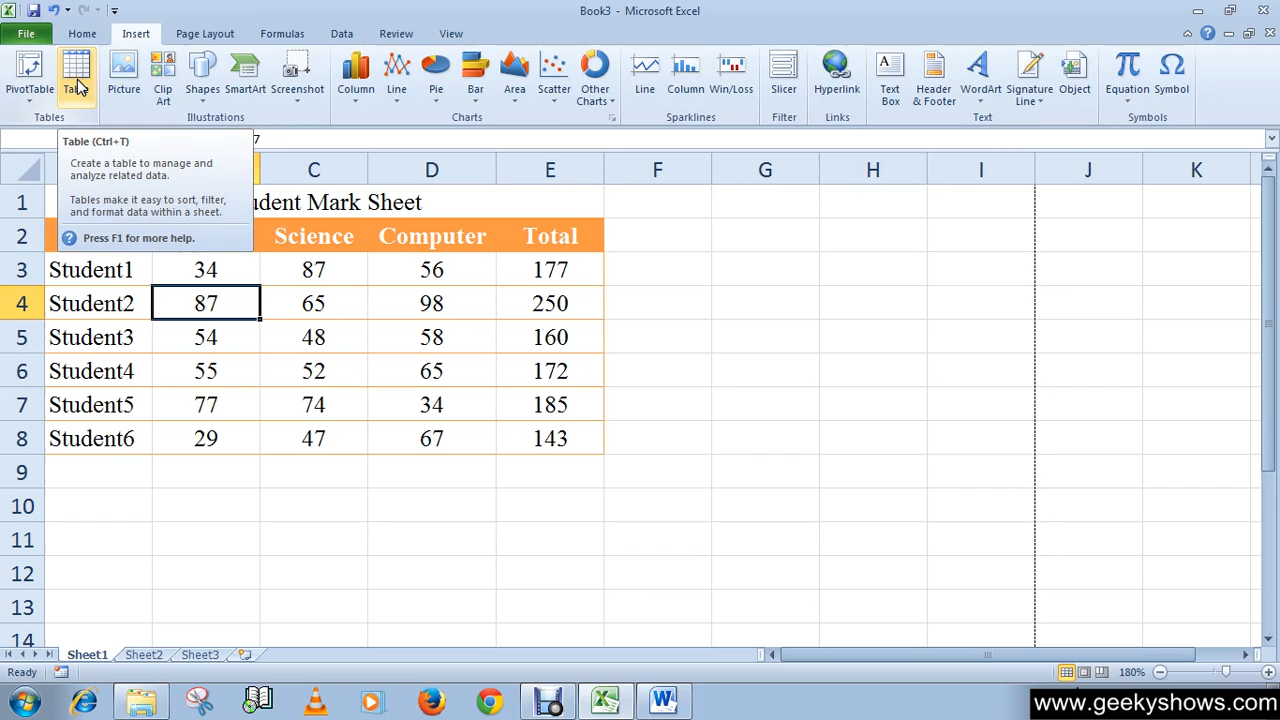 Book3 - Microsoft Excel
File Home Insert Page Layout Formulas Data Review View
PivotTable Table Picture Clip Art Shapes SmartArt Screenshot Column Line Pie Bar Area Scatter Other Charts Line Column Win/Loss Slicer Hyperlink Text Box Header & Footer WordArt Signature Line Object Equation Symbol
Tables Illustrations Charts Sparklines Filter Links Text Symbols
7
Table (Ctrl+T)
Create a table to manage and
analyze related data.
Tables make it easy to sort, filter,
and format data within a sheet.
Press F1 for more help.
C D E F G H I J K
1 udent Mark Sheet
2 Science Computer Total
3 Student1 34 87 56 177
4 Student2 87 65 98 250
5 Student3 54 48 58 160
6 Student4 55 52 65 172
7 Student5 77 74 34 185
8 Student6 29 47 67 143
9
10
11
12
13
14
Sheet1 Sheet2 Sheet3
Ready 180%
www.geekyshows.com